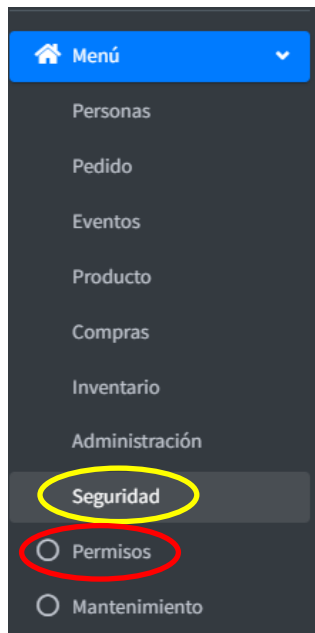 Menú
Personas
Pedido
Eventos
Producto
Compras
Inventario
Administración
Seguridad
Permisos
Mantenimiento